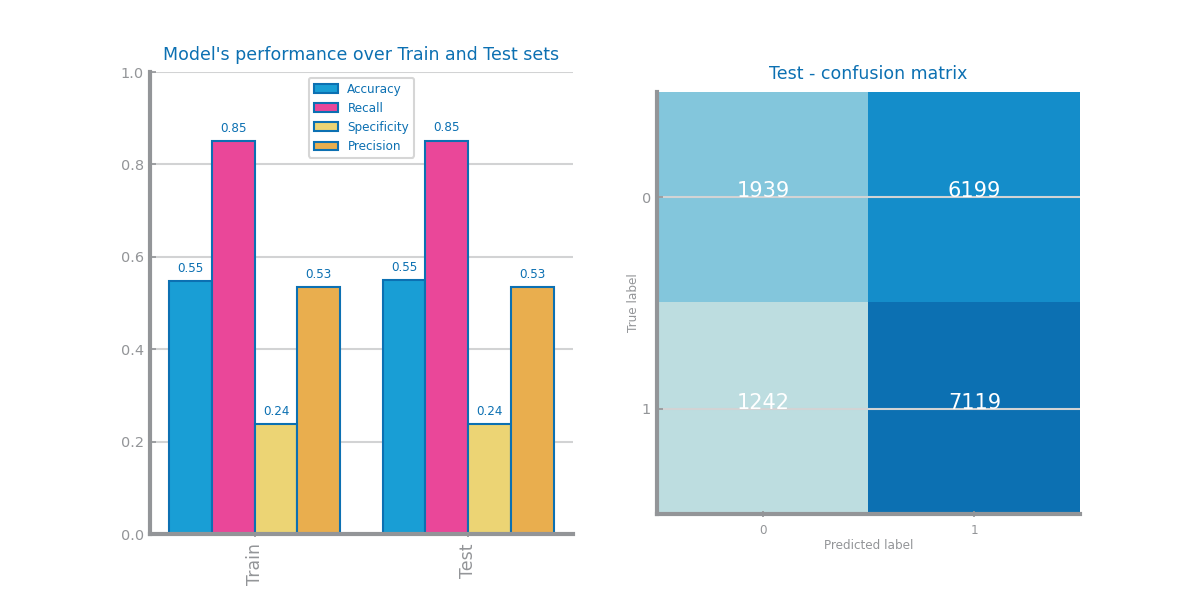 Model's performance over Train and Test sets
1.0
0.8
0.6
0.4
0.2
0.0
Accuracy
Recall
Specificity
Precision
0.55
0.85
0.24
0.53
0.55
0.85
0.24
0.53
Train
Test
Test - confusion matrix
True label
0
1
1939 6199
1242 7119
0 1
Predicted label